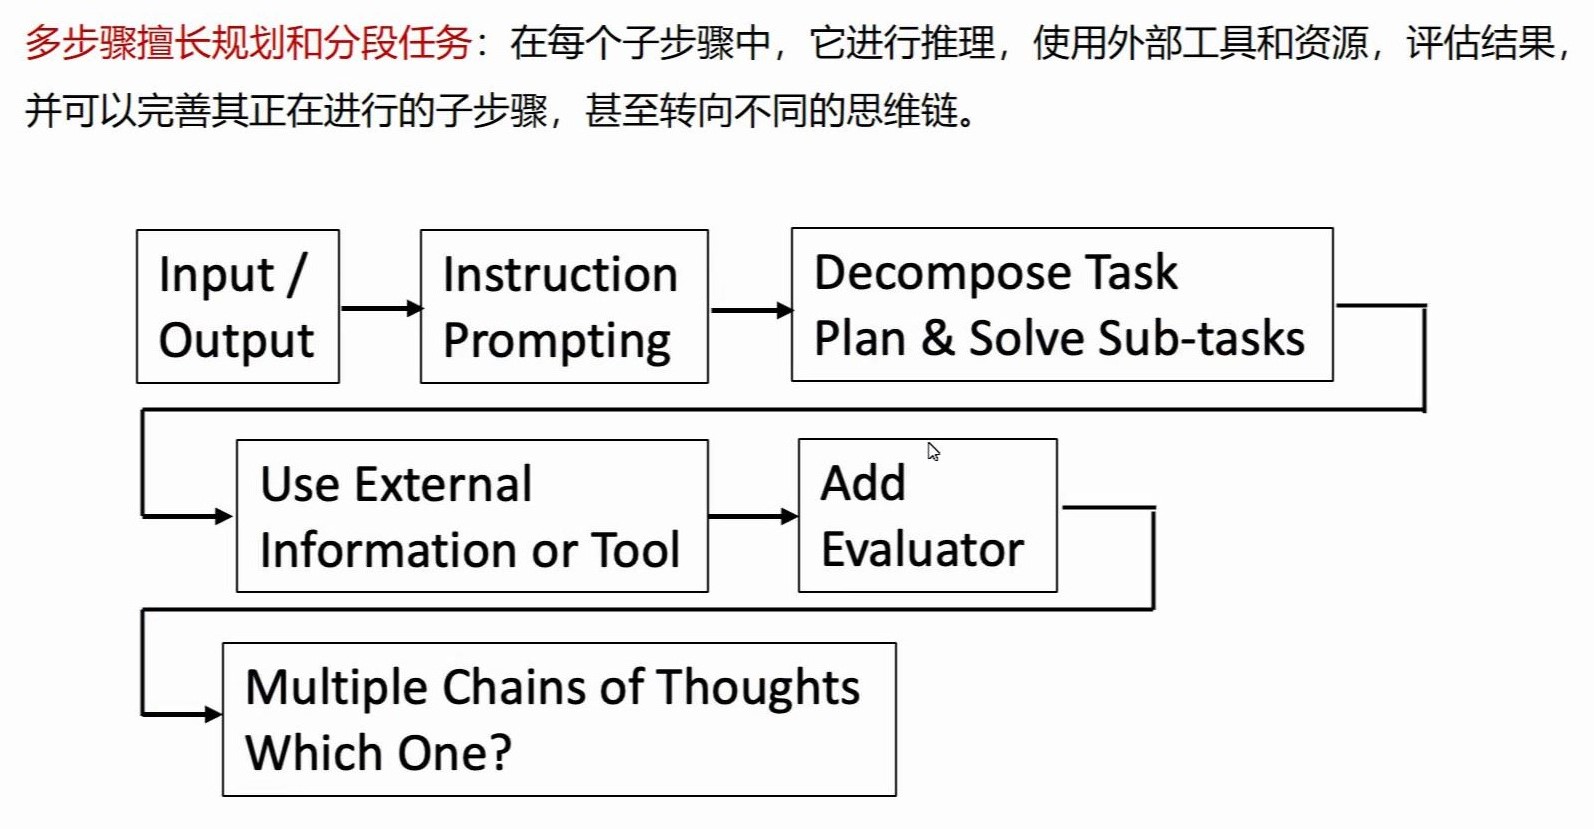 多步骤擅长规划和分段任务：在每个子步骤中，它进行推理，使用外部工具和资源，评估结果，
并可以完善其正在进行的子步骤，甚至转向不同的思维链。
Input /
Output
Instruction
Prompting
Decompose Task
Plan & Solve Sub-tasks
Use External
Information or Tool
Add
Evaluator
Multiple Chains of Thoughts
Which One?